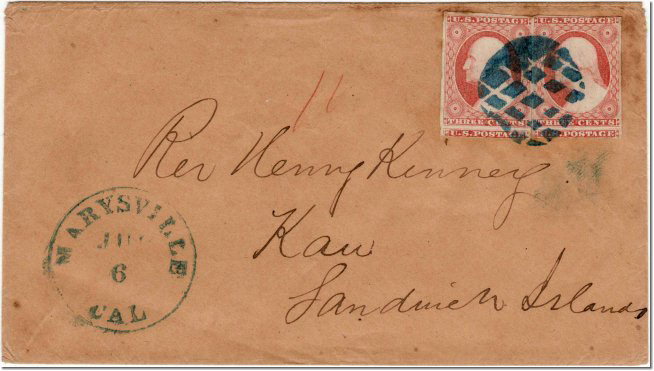 U.S. POSTAGE U.S. POSTAGE
THREE CENTS THREE CENTS
U.S. POSTAGE U.S. POSTAGE
11
Rev Henry Kinney
Kau
Sandwich Islands
MARYSVILLE
6
CAL